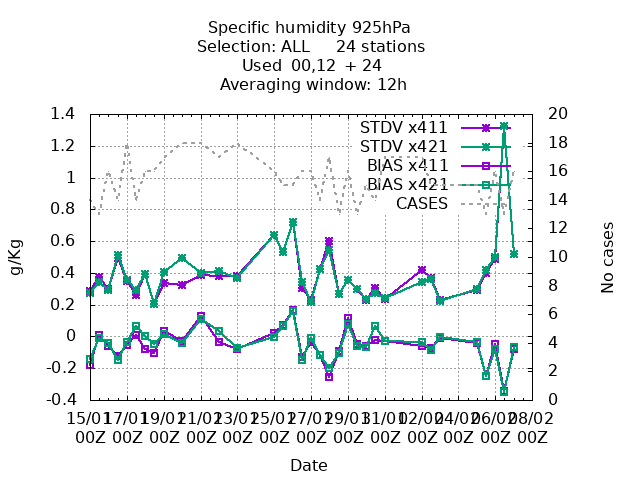 Specific humidity 925hPa
Selection: ALL 24 stations
Used 00,12 + 24
Averaging window: 12h
1.4
1.2
1
0.8
0.6
0.4
0.2
0
-0.2
-0.4
g/Kg
20
18
16
14
12
10
8
6
4
2
0
No cases
STDV x411
STDV x421
BIAS x411
BIAS x421
CASES
15/01 17/01 19/01 21/01 23/01 25/01 27/01 29/01 31/01 02/02 04/02 06/02 08/02
00Z 00Z 00Z 00Z 00Z 00Z 00Z 00Z 00Z 00Z 00Z 00Z 00Z
Date